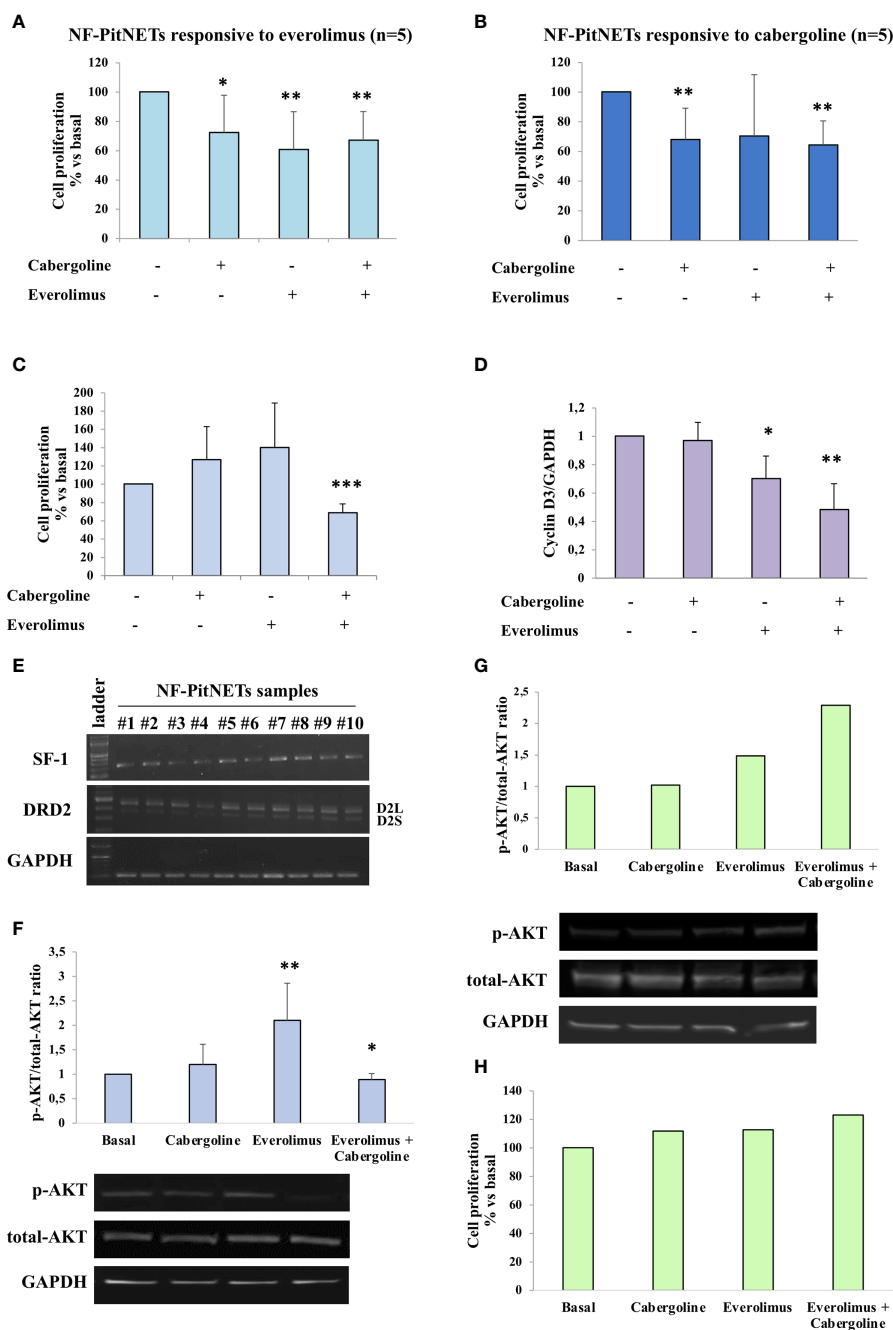 A
NF-PitNETs responsive to everolimus (n=5)
Cell proliferation
% vs basal
120
100
80
60
40
20
0
*
**
**
Cabergoline - + - +
Everolimus - - + +
B
NF-PitNETs responsive to cabergoline (n=5)
Cell proliferation
% vs basal
120
100
80
60
40
20
0
**
**
Cabergoline - + - +
Everolimus - - + +
C
Cell proliferation
% vs basal
200
180
160
140
120
100
80
60
40
20
0
***
Cabergoline - + - +
Everolimus - - + +
D
Cyclin D3/GAPDH
1,2
1
0,8
0,6
0,4
0,2
0
*
**
Cabergoline - + - +
Everolimus - - + +
E
ladder
NF-PitNETs samples
#1 #2 #3 #4 #5 #6 #7 #8 #9 #10
SF-1
DRD2
D2L
D2S
GAPDH
F
p-AKT/total-AKT ratio
3,5
3
2,5
2
1,5
1
0,5
0
**
*
Basal Cabergoline Everolimus Everolimus +
Cabergoline
p-AKT
total-AKT
GAPDH
G
p-AKT/total-AKT ratio
2,5
2
1,5
1
0,5
0
Basal Cabergoline Everolimus Everolimus +
Cabergoline
p-AKT
total-AKT
GAPDH
H
Cell proliferation
% vs basal
140
120
100
80
60
40
20
0
Basal Cabergoline Everolimus Everolimus +
Cabergoline